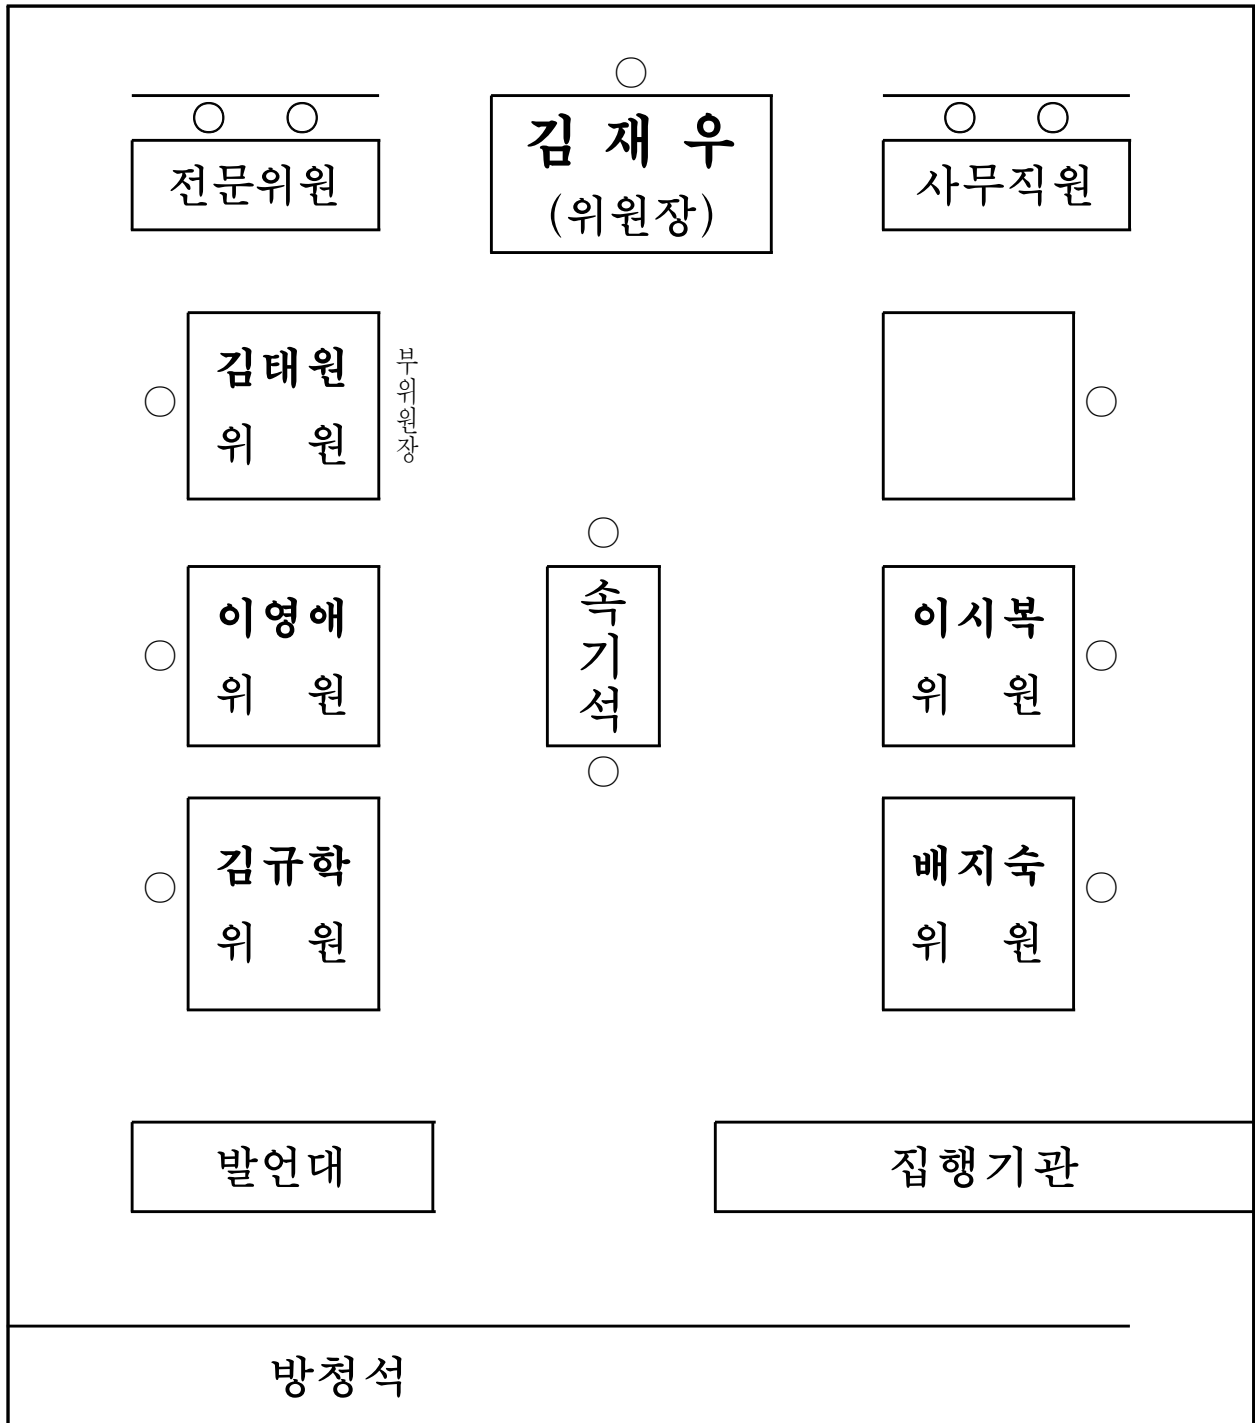 전문위원
김 재 우
(위원장)
사무직원
김태원
위 원
부위원장
이영애
위 원
속기석
이시복
위 원
김규학
위 원
배지숙
위 원
발언대
집행기관
방청석